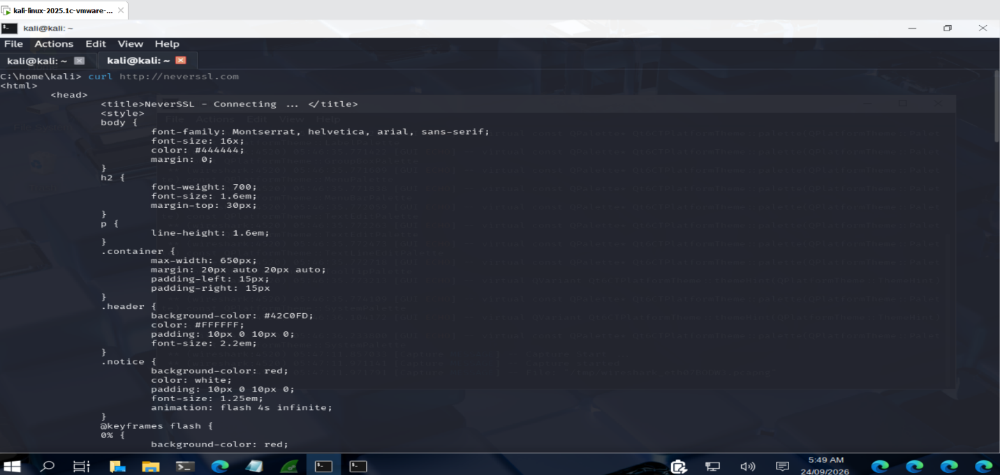 kali-linux-2025.1c-vmware-...
kali@kali: ~
File Actions Edit View Help
kali@kali: ~
kali@kali: ~
C:\home\kali> curl http://neverssl.com
<html>
<head>
<title>NeverSSL - Connecting ... </title>
<style>
body {
font-family: Montserrat, helvetica, arial, sans-serif;
font-size: 16x;
color: #444444;
margin: 0;
}
h2 {
font-weight: 700;
font-size: 1.6em;
margin-top: 30px;
}
p {
line-height: 1.6em;
}
.container {
max-width: 650px;
margin: 20px auto 20px auto;
padding-left: 15px;
padding-right: 15px
}
.header {
background-color: #42C0FD;
color: #FFFFFF;
padding: 10px 0 10px 0;
font-size: 2.2em;
}
.notice {
background-color: red;
color: white;
padding: 10px 0 10px 0;
font-size: 1.25em;
animation: flash 4s infinite;
}
@keyframes flash {
0% {
background-color: red;
5:49 AM
24/09/2026